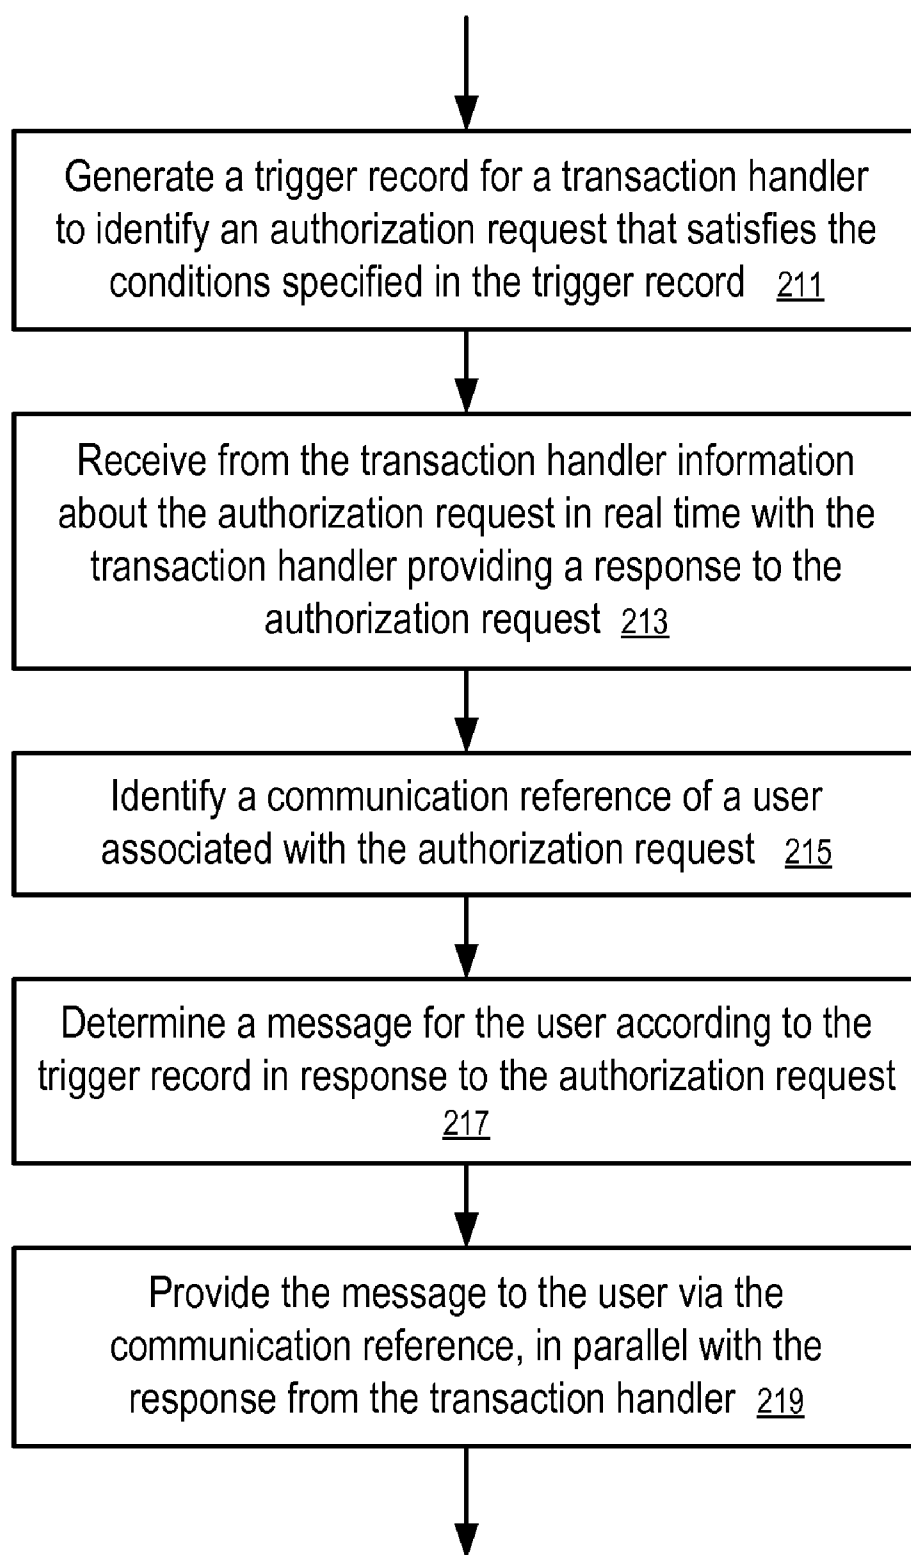 Generate a trigger record for a transaction handler
to identify an authorization request that satisfies the
conditions specified in the trigger record 211
Receive from the transaction handler information
about the authorization request in real time with the
transaction handler providing a response to the
authorization request 213
Identify a communication reference of a user
associated with the authorization request 215
Determine a message for the user according to the
trigger record in response to the authorization request
217
Provide the message to the user via the
communication reference, in parallel with the
response from the transaction handler 219